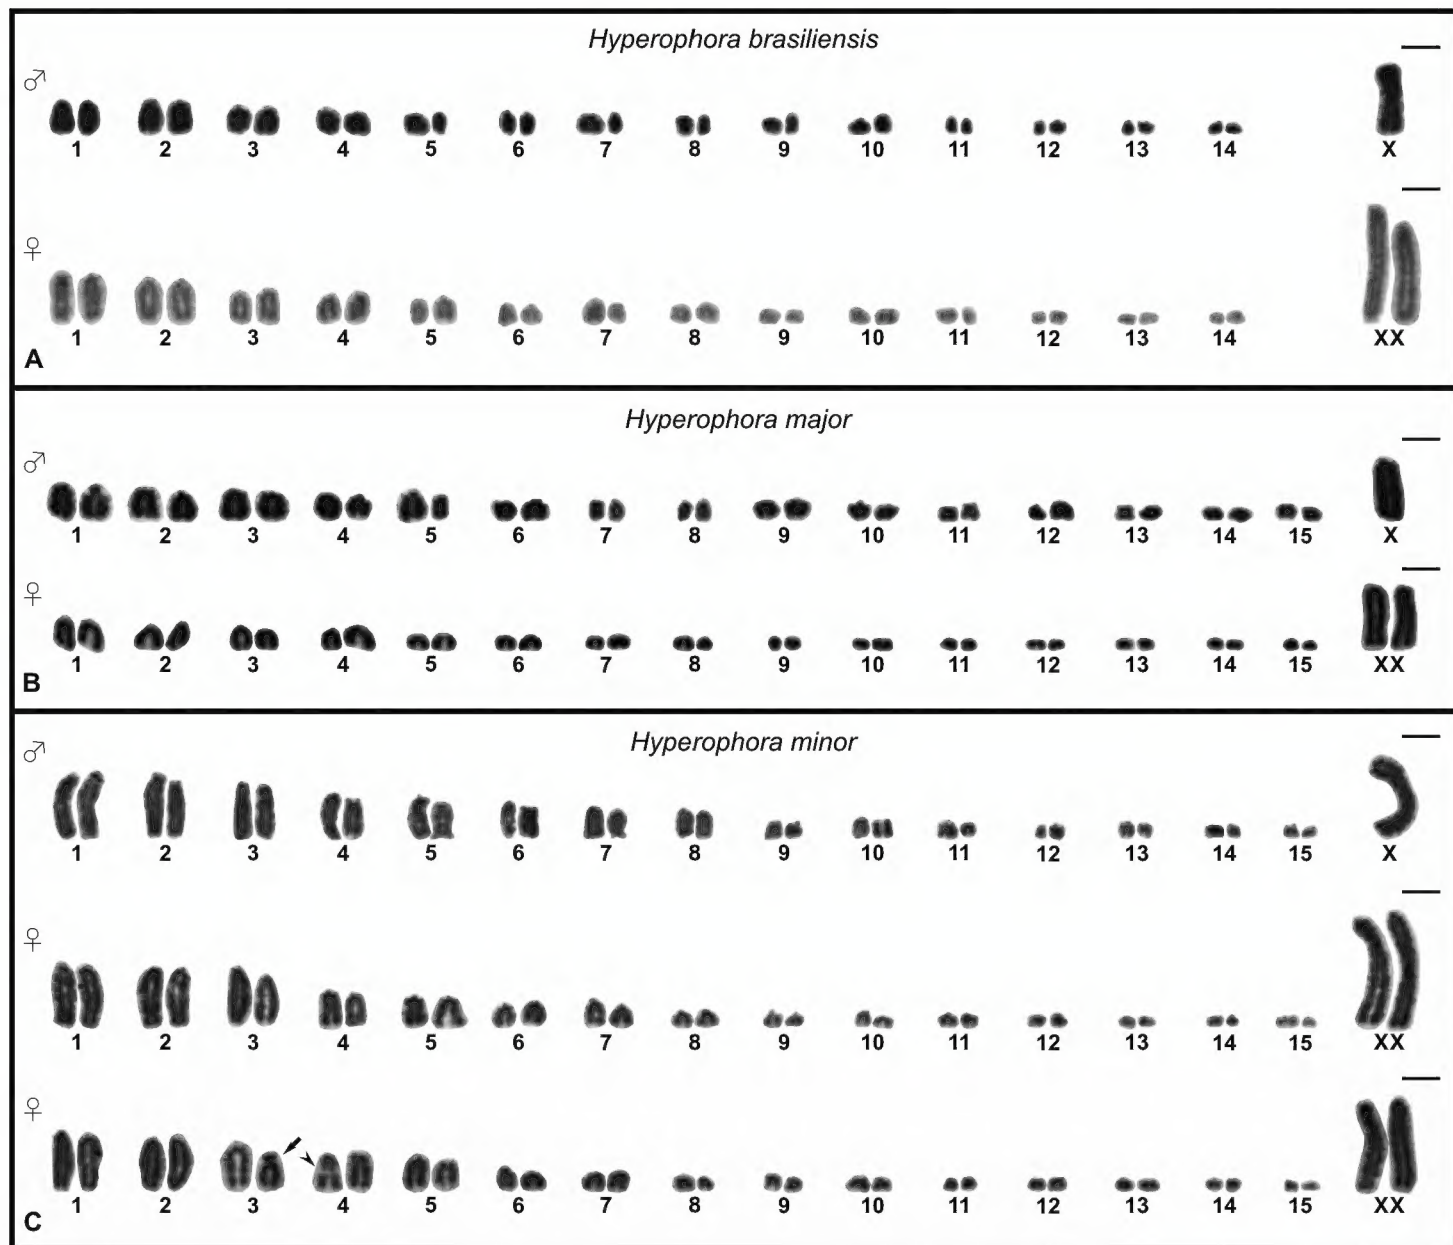 Hyperophora brasiliensis
♂
1 2 3 4 5 6 7 8 9 10 11 12 13 14 X
♀
1 2 3 4 5 6 7 8 9 10 11 12 13 14 XX
A
Hyperophora major
♂
1 2 3 4 5 6 7 8 9 10 11 12 13 14 15 X
♀
1 2 3 4 5 6 7 8 9 10 11 12 13 14 15 XX
B
Hyperophora minor
♂
1 2 3 4 5 6 7 8 9 10 11 12 13 14 15 X
♀
1 2 3 4 5 6 7 8 9 10 11 12 13 14 15 XX
♀
1 2 3 4 5 6 7 8 9 10 11 12 13 14 15 XX
C